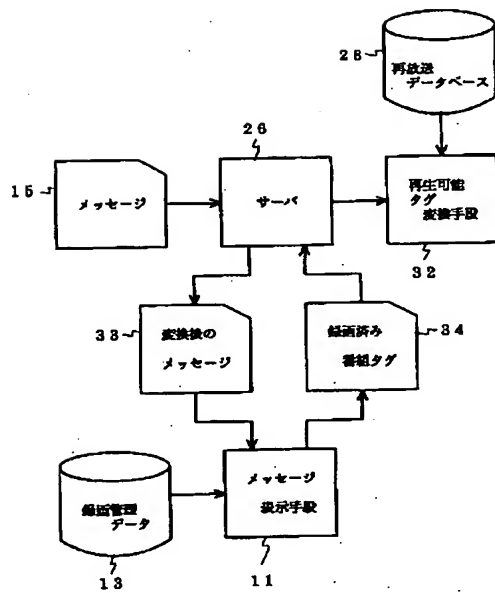 28
再放送
データベース
26
15
メッセージ
サーバ
再生可能
タグ
変換手段
32
33
変換後の
メッセージ
録画済み
番組タグ
34
録画管理
データ
メッセージ
表示手段
13
11